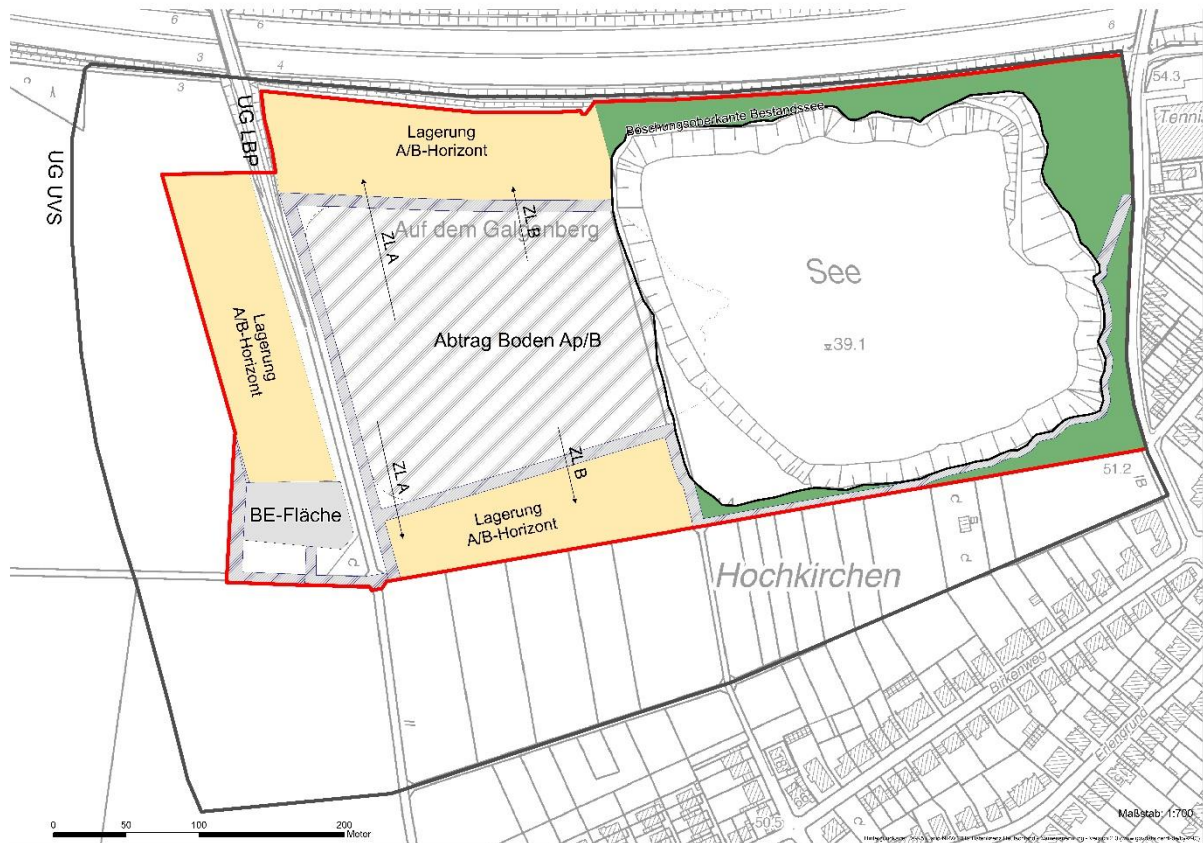 6
6
6
3
4
3
54.3
Tennis
UG LBP
UG UVS
Lagerung
A/B-Horizont
Böschungsoberkante Bestandssee
ZL A
ZL B
Auf dem Galgenberg
See
39.1
Abtrag Boden Ap/B
Lagerung
A/B-Horizont
ZL A
ZL B
BE-Fläche
Lagerung
A/B-Horizont
51.2
Hochkirchen
Birkenweg
Erlengrund
50.5
0 50 100 200
Meter
Maßstab: 1:700